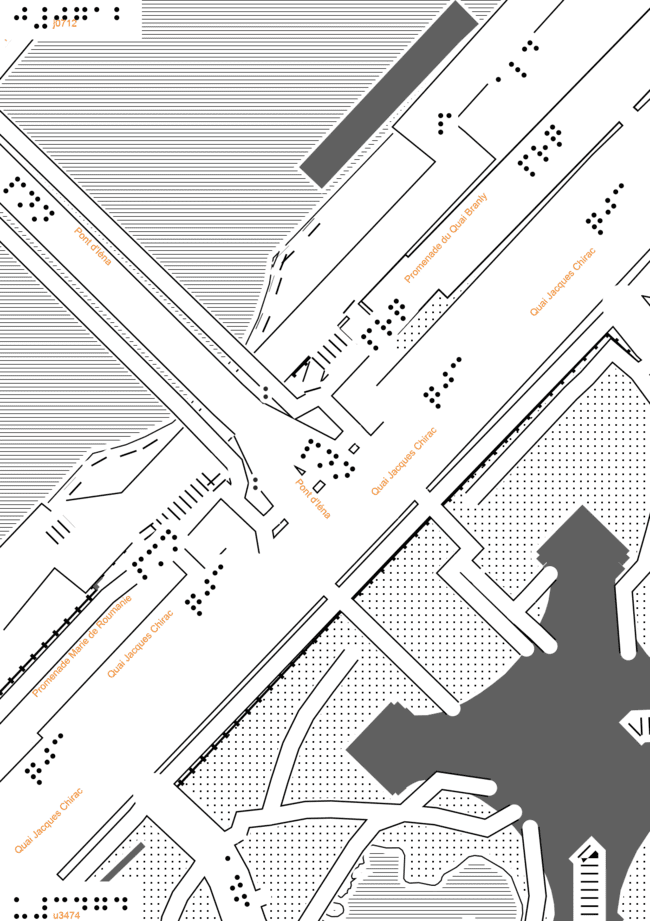 j0712
Pont d'Iéna
Promenade du Quai Branly
Quai Jacques Chirac
Quai Jacques Chirac
Pont d'Iéna
Promenade Marie de Roumanie
Quai Jacques Chirac
Quai Jacques Chirac
u3474